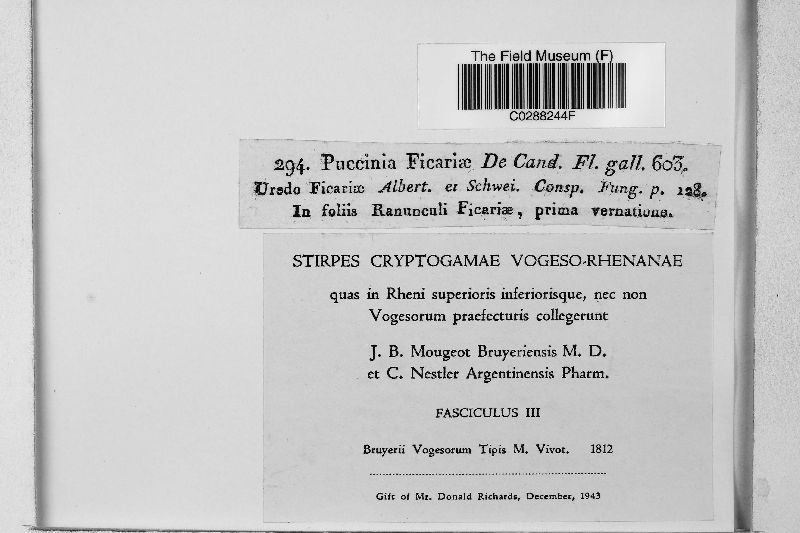 The Field Museum (F)
C0288244F
294. Puccinia Ficariæ De Cand. Fl. gall. 603.
Uredo Ficariæ Albert. et Schwei. Consp. Fung. p. 128.
In foliis Ranunculi Ficariæ, prima vernatione.
STIRPES CRYPTOGAMAE VOGESO-RHENANAE
quas in Rheni superioris inferiorisque, nec non
Vogesorum praefecturis collegerunt
J. B. Mougeot Bruyeriensis M. D.
et C. Nestler Argentinensis Pharm.
FASCICULUS III
Bruyerii Vogesorum Tipis M. Vivot. 1812
Gift of Mr. Donald Richards, December, 1943